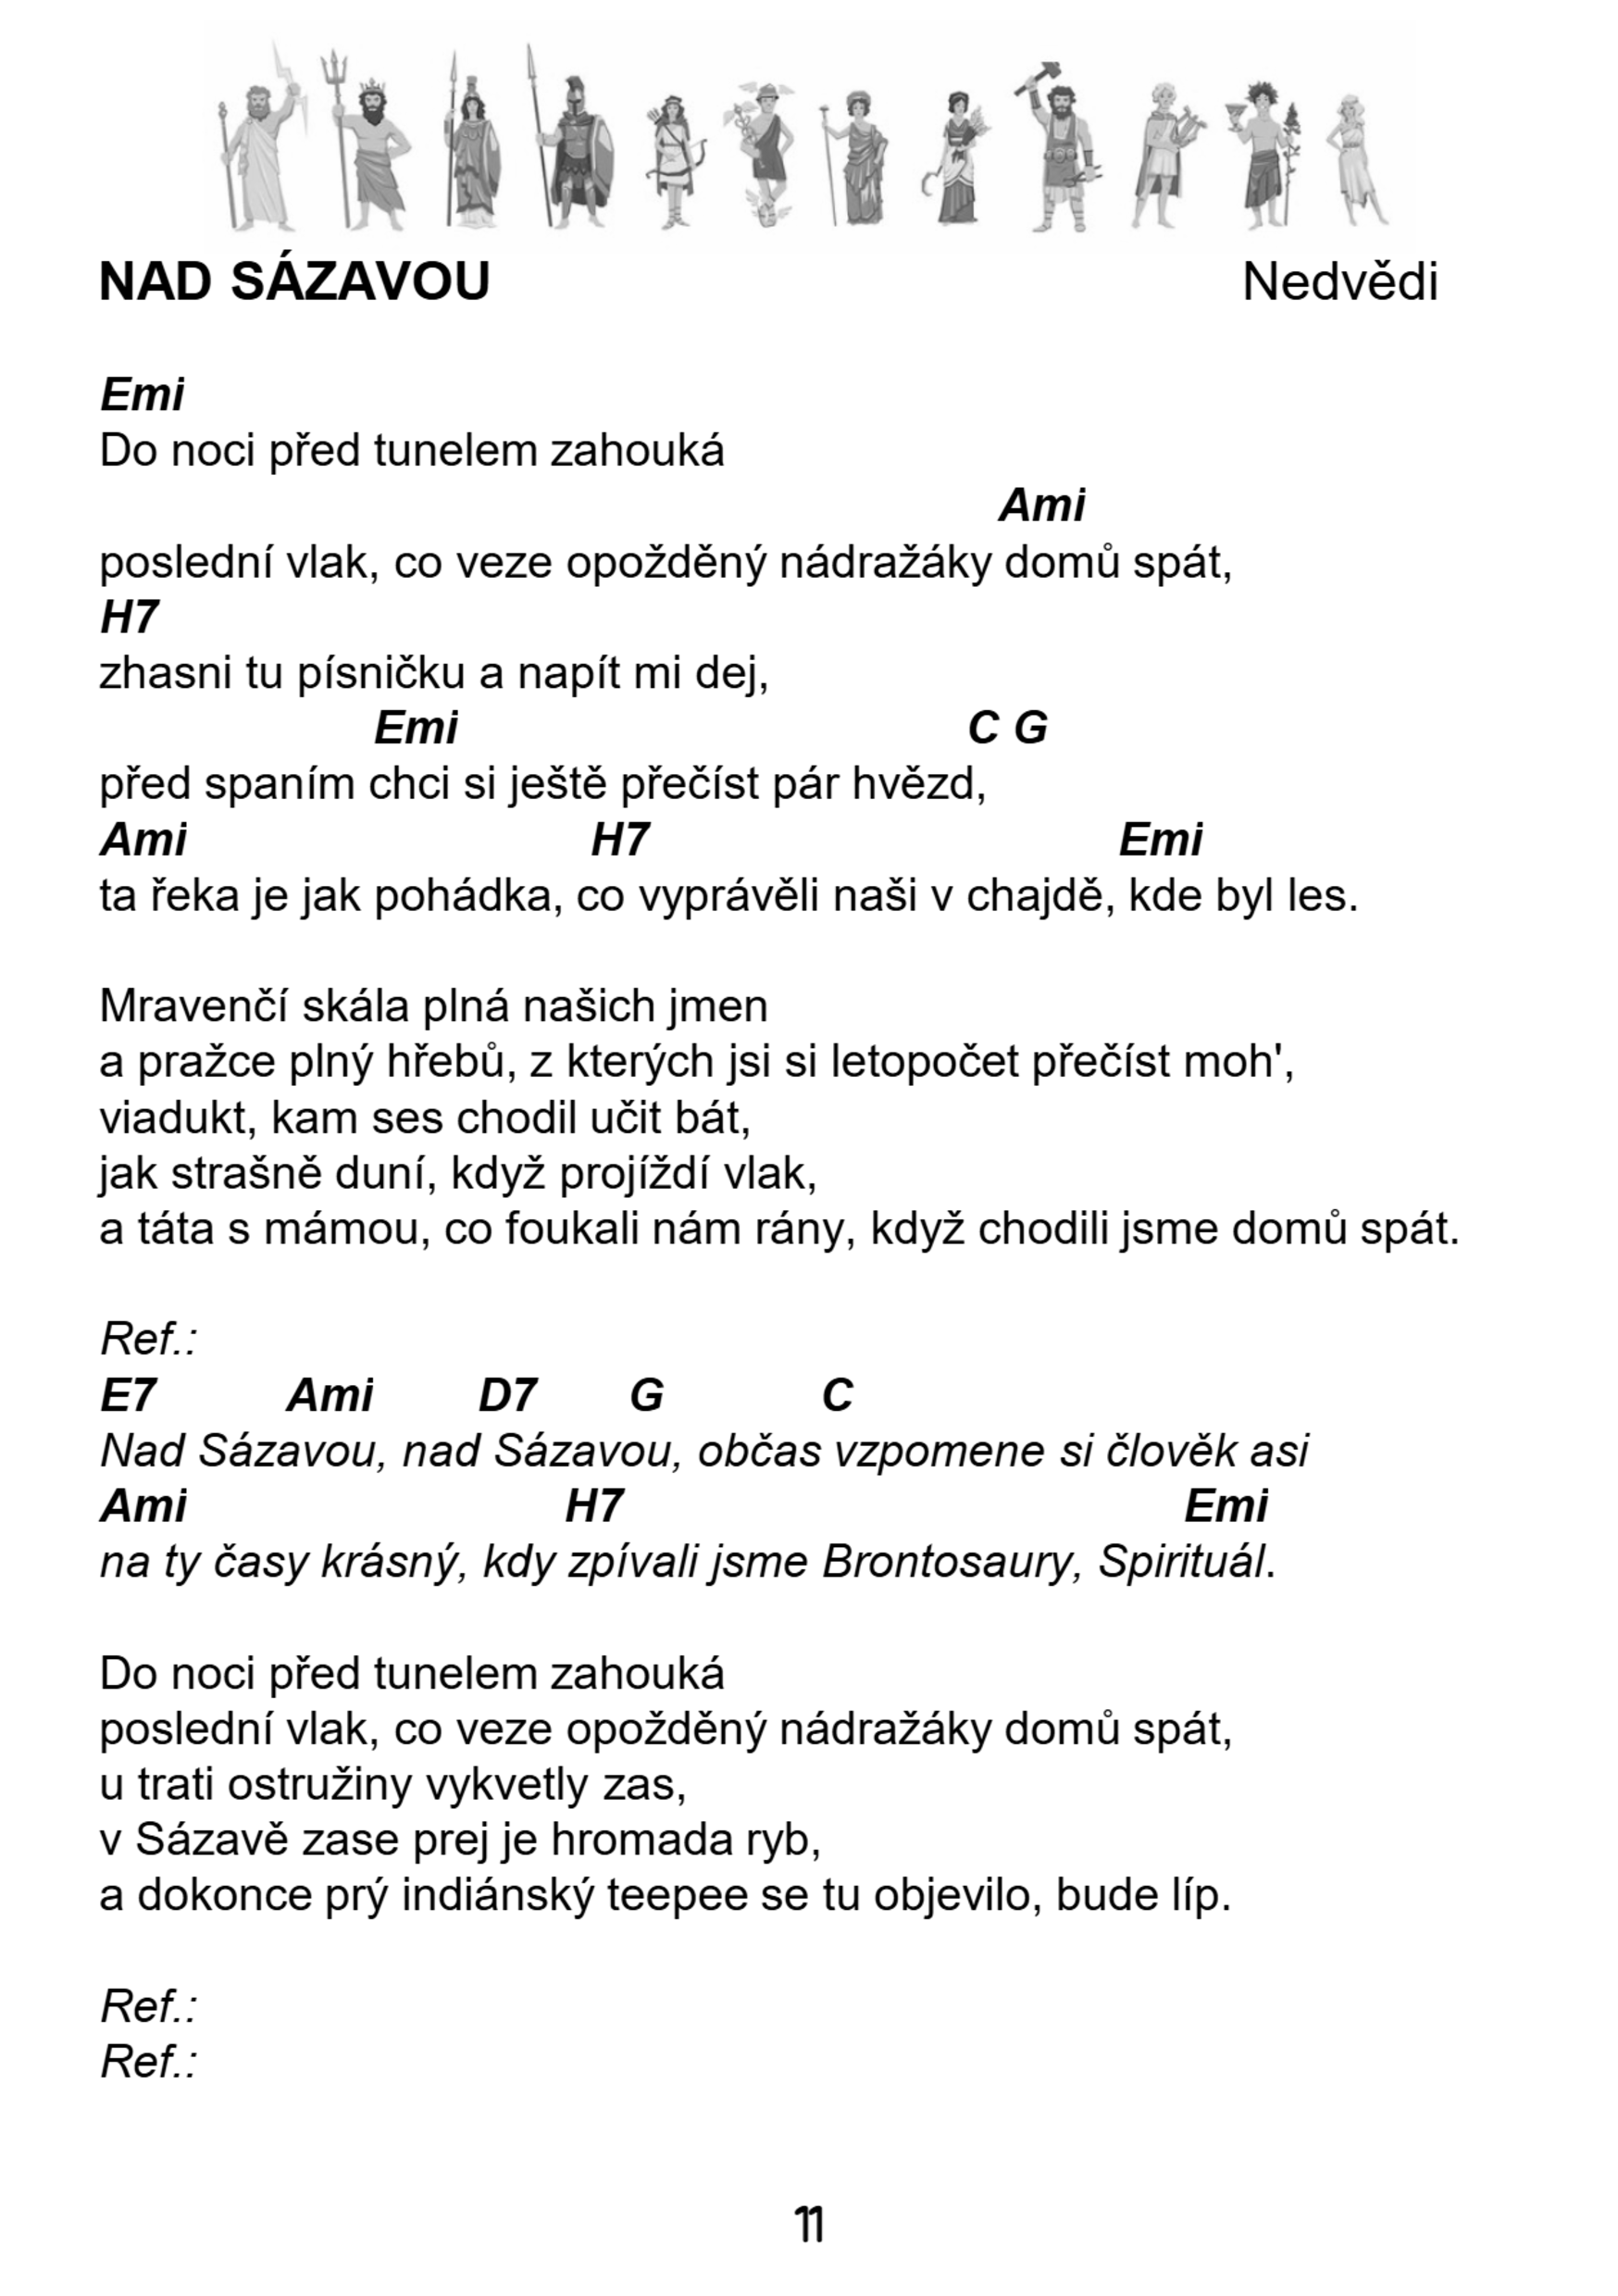 NAD SÁZAVOU Nedvědi
Emi
Do noci před tunelem zahouká
Ami
poslední vlak, co veze opožděný nádražáky domů spát,
H7
zhasni tu písničku a napít mi dej,
Emi C G
před spaním chci si ještě přečíst pár hvězd,
Ami H7 Emi
ta řeka je jak pohádka, co vyprávěli naši v chajdě, kde byl les.
Mravenčí skála plná našich jmen
a pražce plný hřebů, z kterých jsi si letopočet přečíst moh',
viadukt, kam ses chodil učit bát,
jak strašně duní, když projíždí vlak,
a táta s mámou, co foukali nám rány, když chodili jsme domů spát.
Ref.:
E7 Ami D7 G C
Nad Sázavou, nad Sázavou, občas vzpomene si člověk asi
Ami H7 Emi
na ty časy krásný, kdy zpívali jsme Brontosaury, Spirituál.
Do noci před tunelem zahouká
poslední vlak, co veze opožděný nádražáky domů spát,
u trati ostružiny vykvetly zas,
v Sázavě zase prej je hromada ryb,
a dokonce prý indiánský teepee se tu objevilo, bude líp.
Ref.:
Ref.:
11